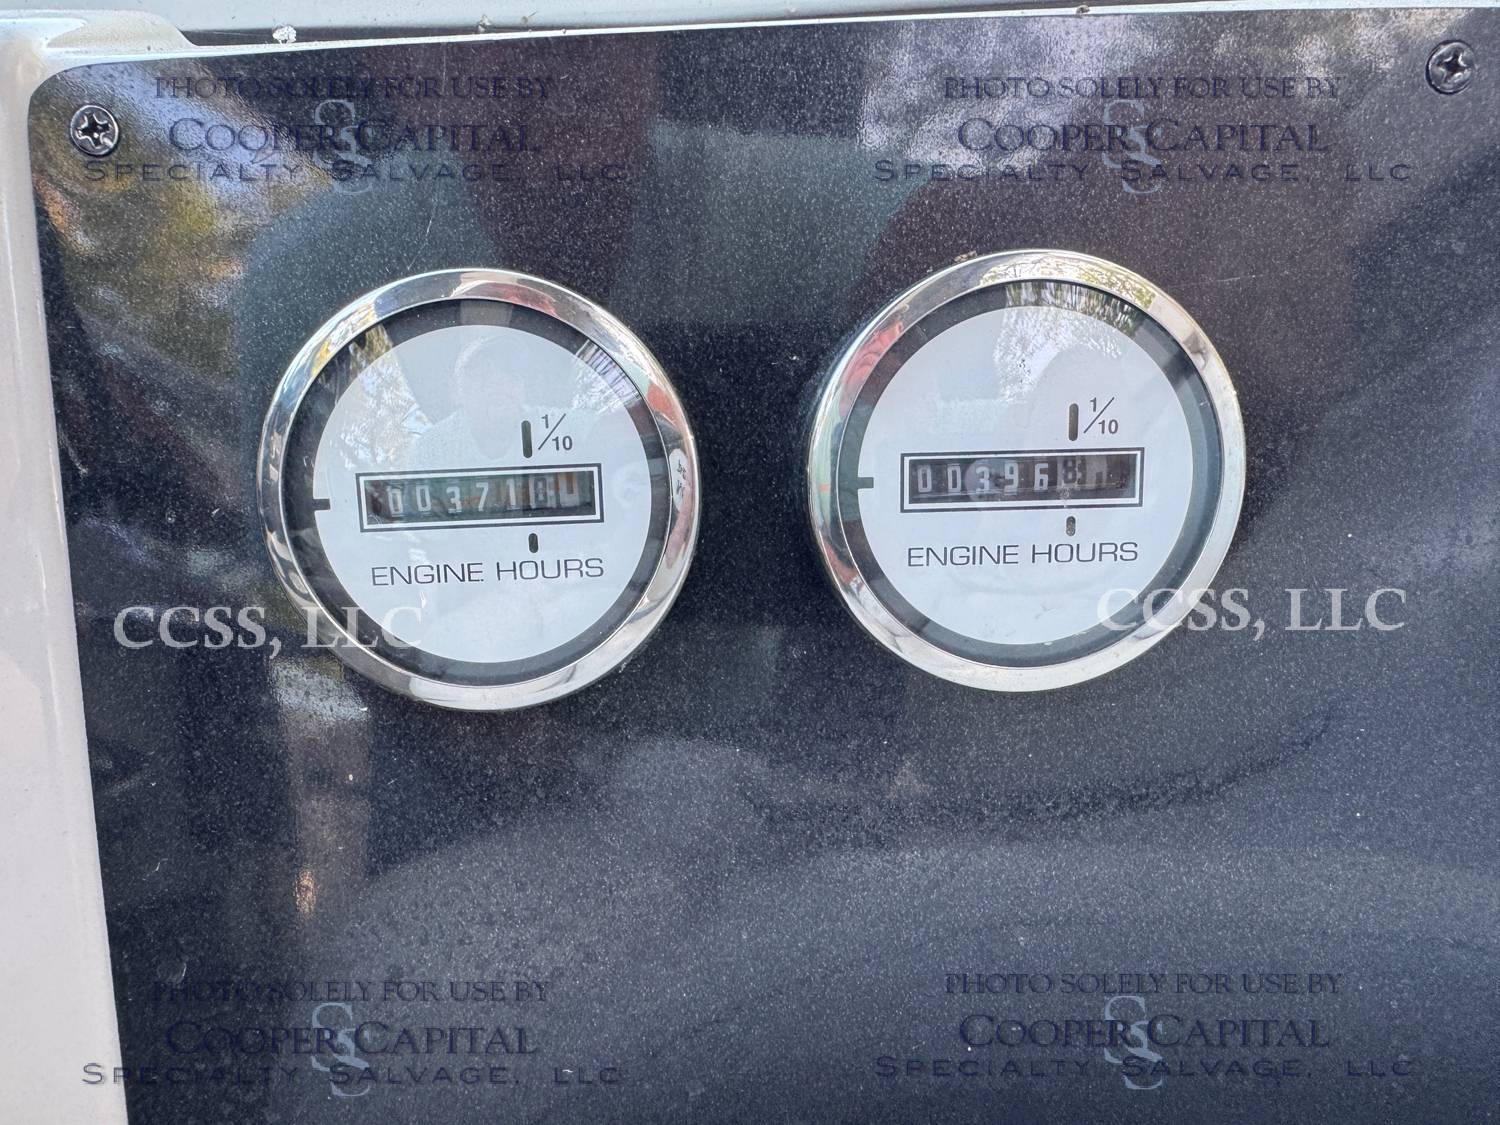 PHOTO SOLELY FOR USE BY
COOPER CAPITAL
SPECIALTY SALVAGE, LLC
PHOTO SOLELY FOR USE BY
COOPER CAPITAL
SPECIALTY SALVAGE, LLC
1/10
003718
ENGINE HOURS
1/10
003968
ENGINE HOURS
CCSS, LLC
CCSS, LLC
PHOTO SOLELY FOR USE BY
COOPER CAPITAL
SPECIALTY SALVAGE, LLC
PHOTO SOLELY FOR USE BY
COOPER CAPITAL
SPECIALTY SALVAGE, LLC